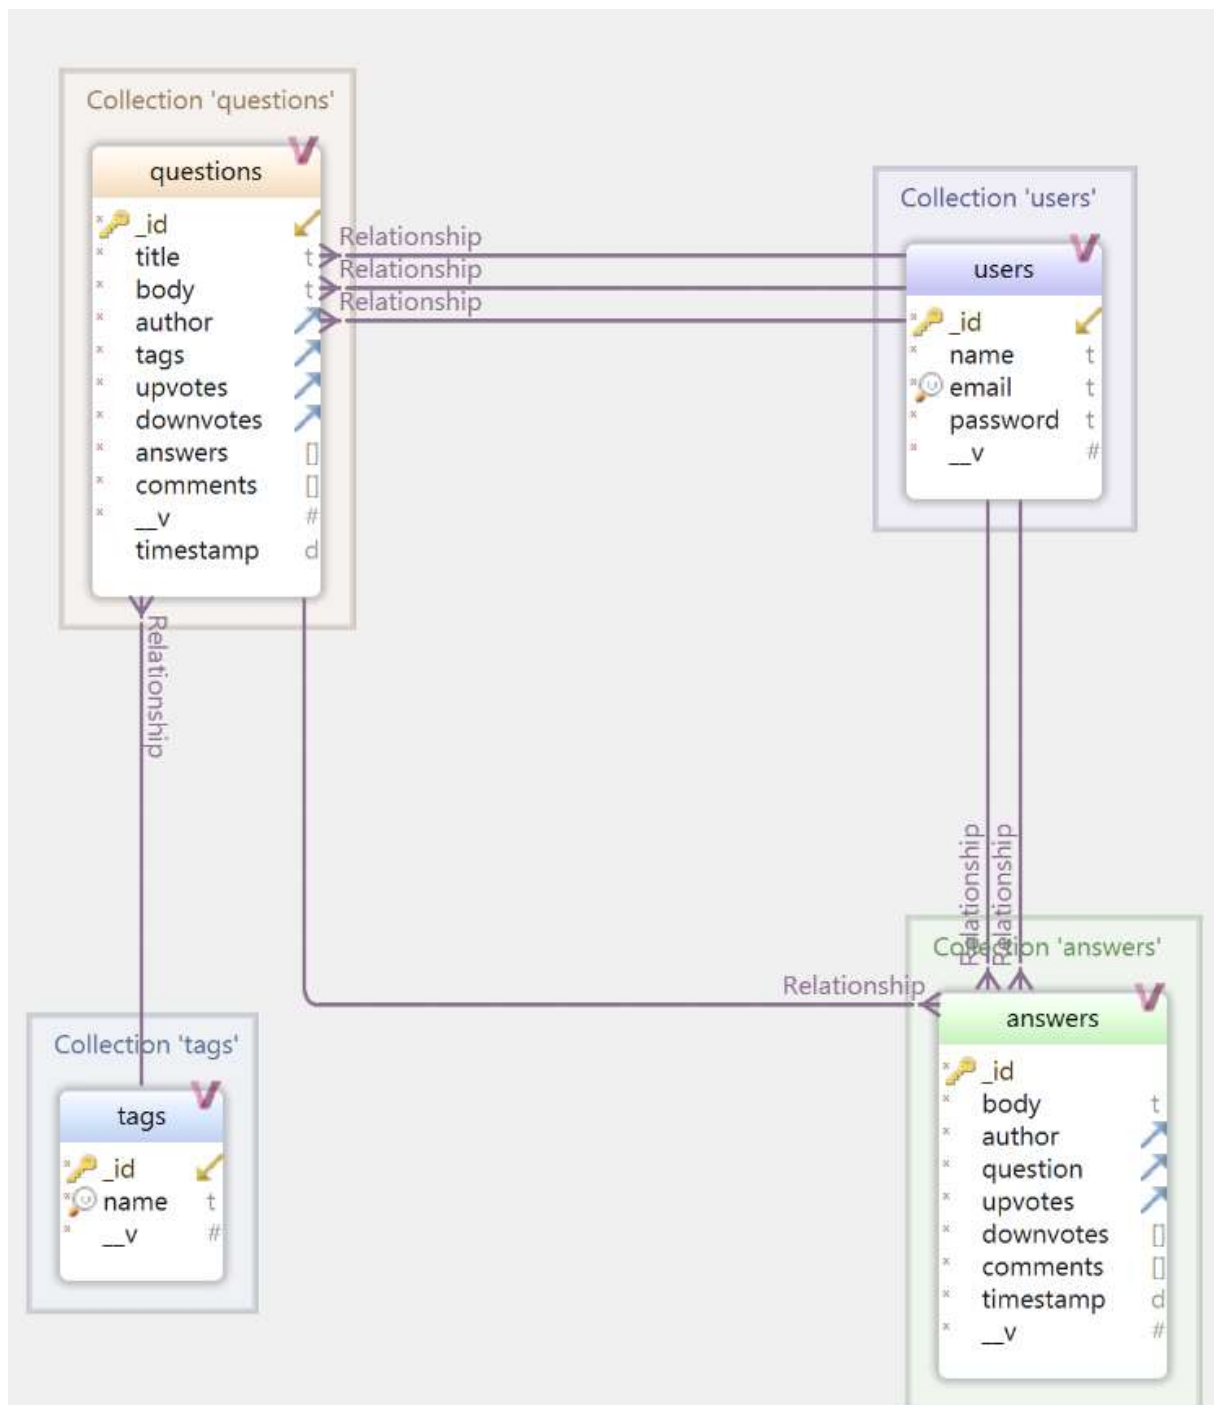 Collection 'questions'
questions
_id
title t
body t
author
tags
upvotes
downvotes
answers []
comments []
__v #
timestamp d
Relationship
Relationship
Relationship
Collection 'users'
users
_id
name t
email t
password t
__v #
Relationship
Relationship
Relationship
Relationship
Collection 'answers'
answers
_id
body t
author
question
upvotes
downvotes []
comments []
timestamp d
__v #
Collection 'tags'
tags
_id
name t
__v #